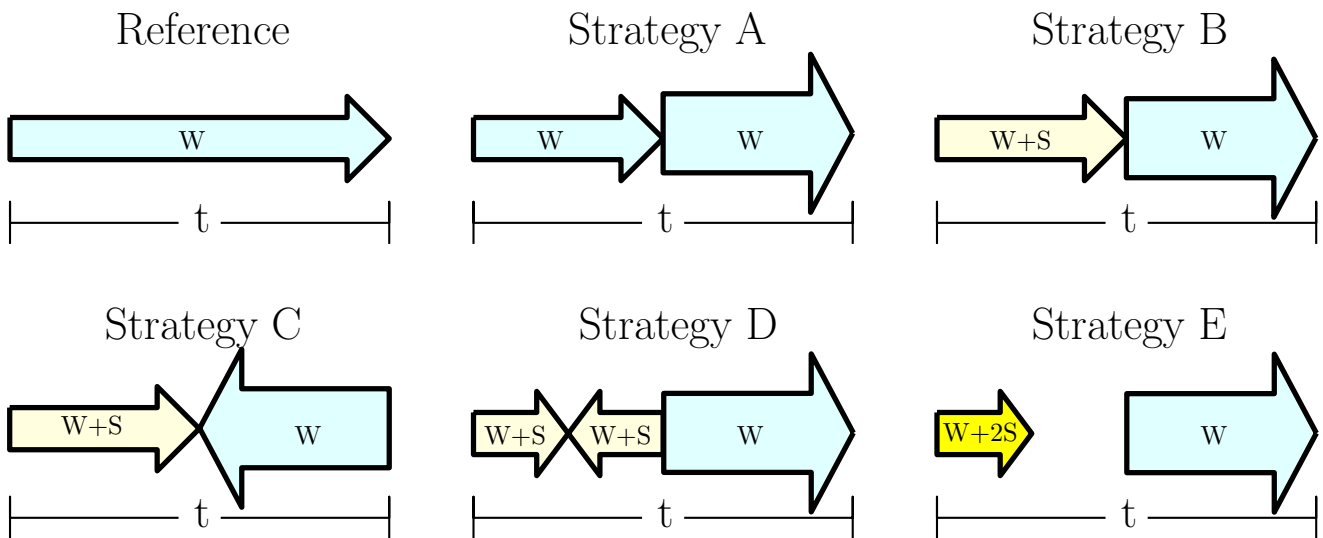 Reference
W
t
Strategy A
W W
t
Strategy B
W+S W
t
Strategy C
W+S W
t
Strategy D
W+S W+S W
t
Strategy E
W+2S W
t